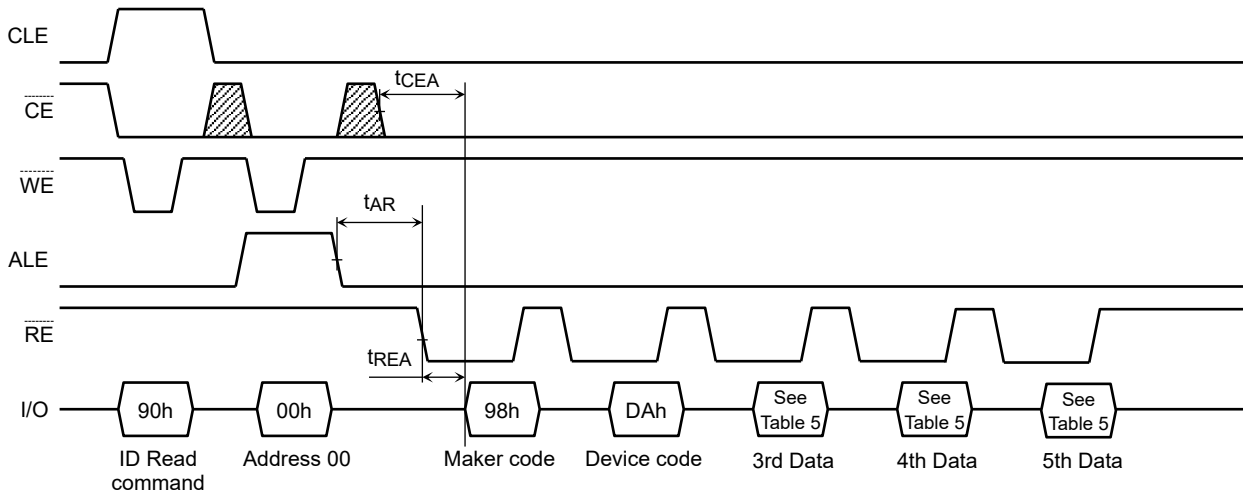 CLE
tCEA
CE
WE
tAR
ALE
RE
tREA
I/O
90h
00h
98h
DAh
See
Table 5
See
Table 5
See
Table 5
ID Read
command
Address 00
Maker code
Device code
3rd Data
4th Data
5th Data